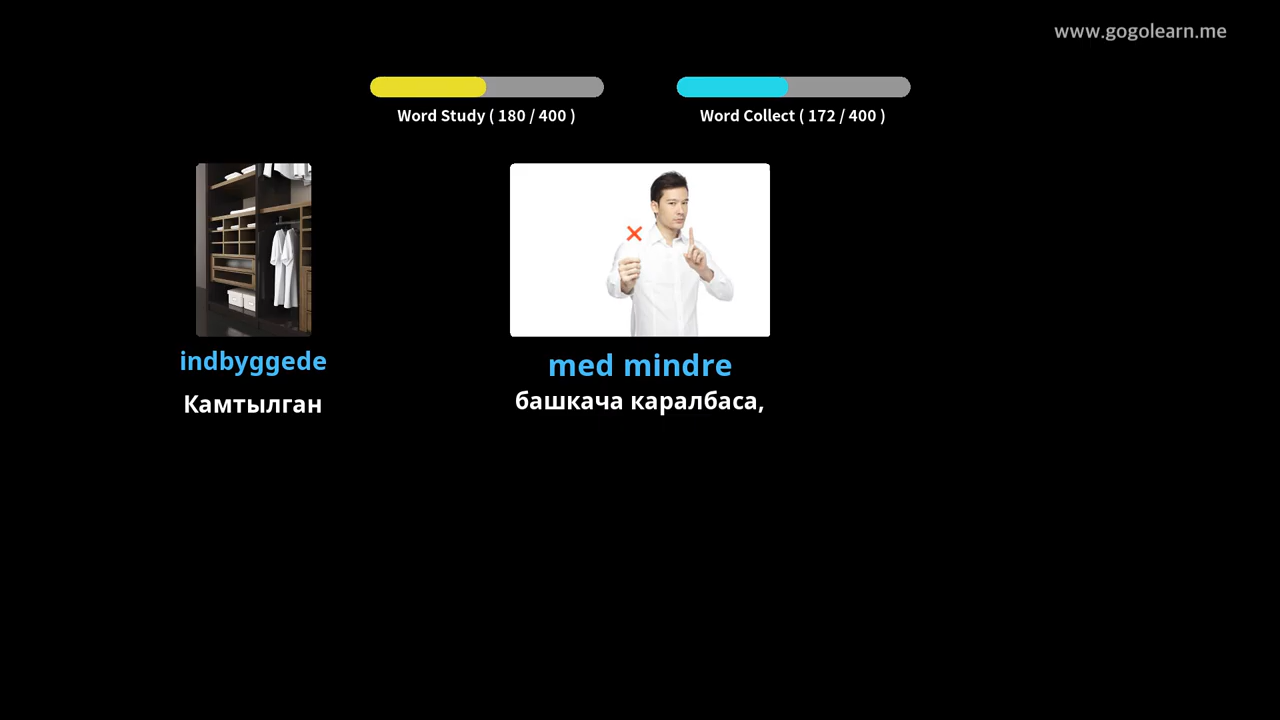 www.gogolearn.me
Word Study ( 180 / 400 )
Word Collect ( 172 / 400 )
indbyggede
Камтылган
med mindre
башкача каралбаса,